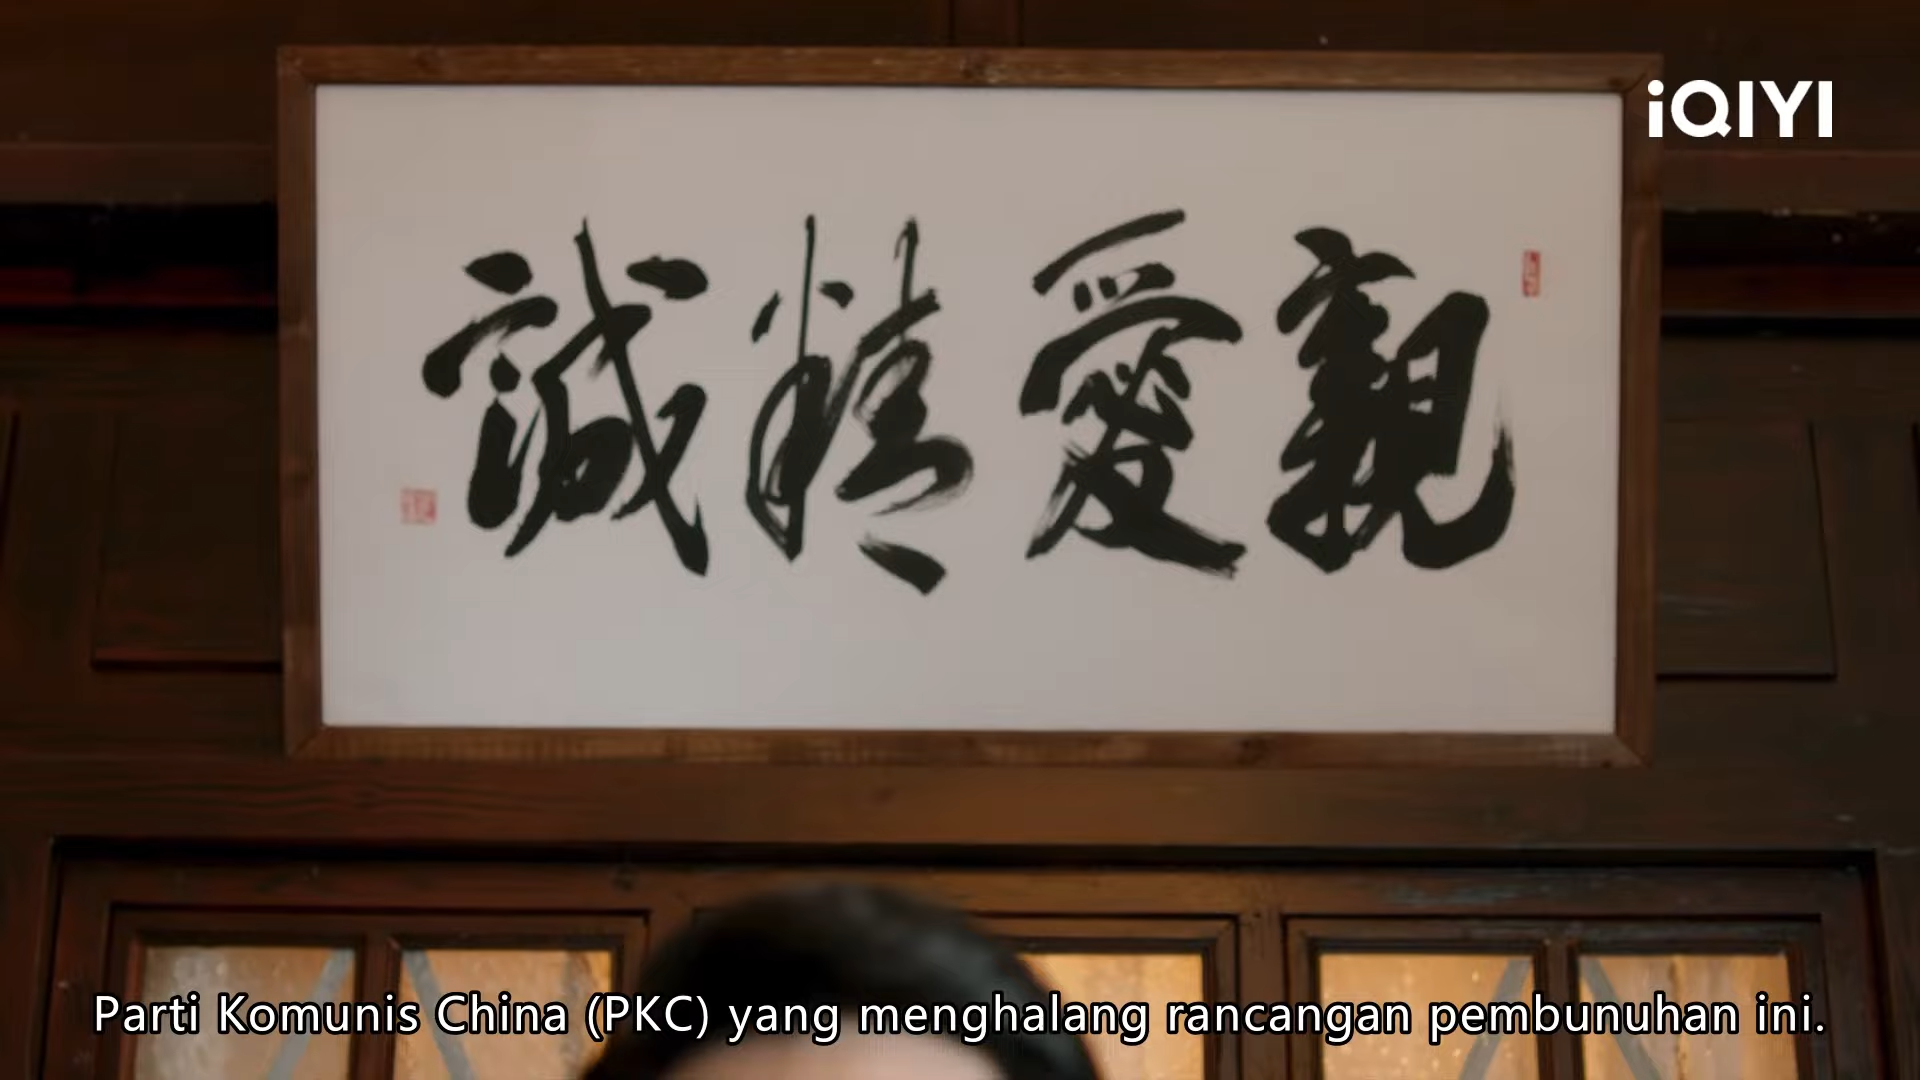 iQIYI
親愛精誠
Parti Komunis China (PKC) yang menghalang rancangan pembunuhan ini.